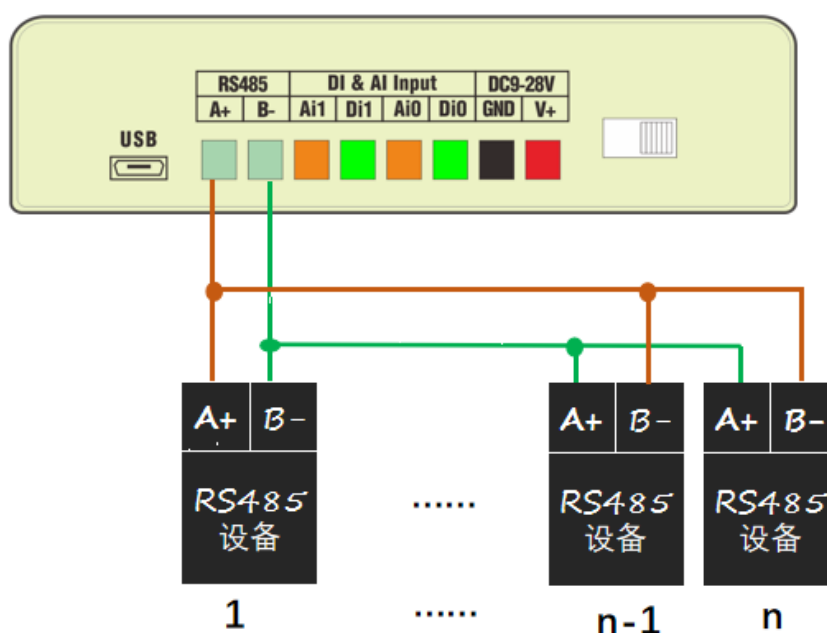 RS485 DI & AI Input DC9-28V
A+ B- Ai1 Di1 Ai0 Di0 GND V+
USB
A+ B- A+ B- A+ B-
RS485 RS485 RS485
设备 …… 设备 设备
1 …… n-1 n